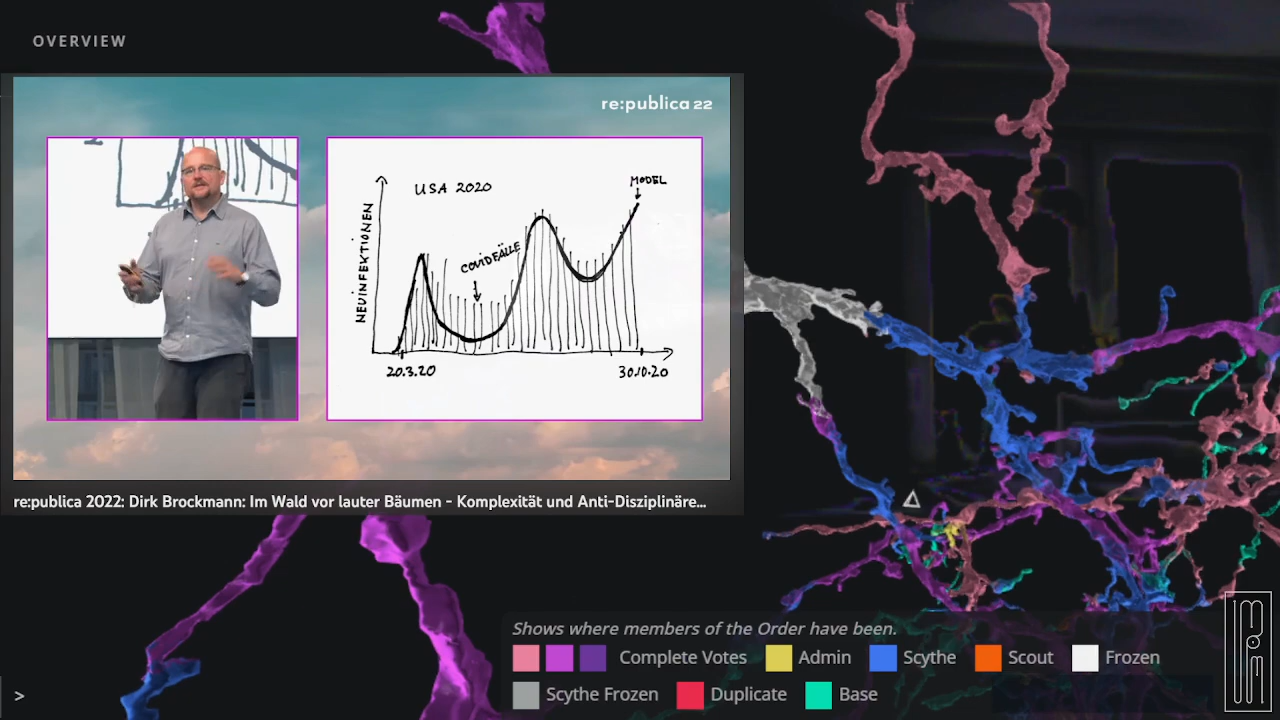 OVERVIEW
re:publica 22
USA 2020
MODEL
NEUINFEKTIONEN
COVIDFÄLLE
20.3.20
30.10.20
re:publica 2022: Dirk Brockmann: Im Wald vor lauter Bäumen - Komplexität und Anti-Disziplinäre...
Shows where members of the Order have been.
Complete Votes
Admin
Scythe
Scout
Frozen
Scythe Frozen
Duplicate
Base
>